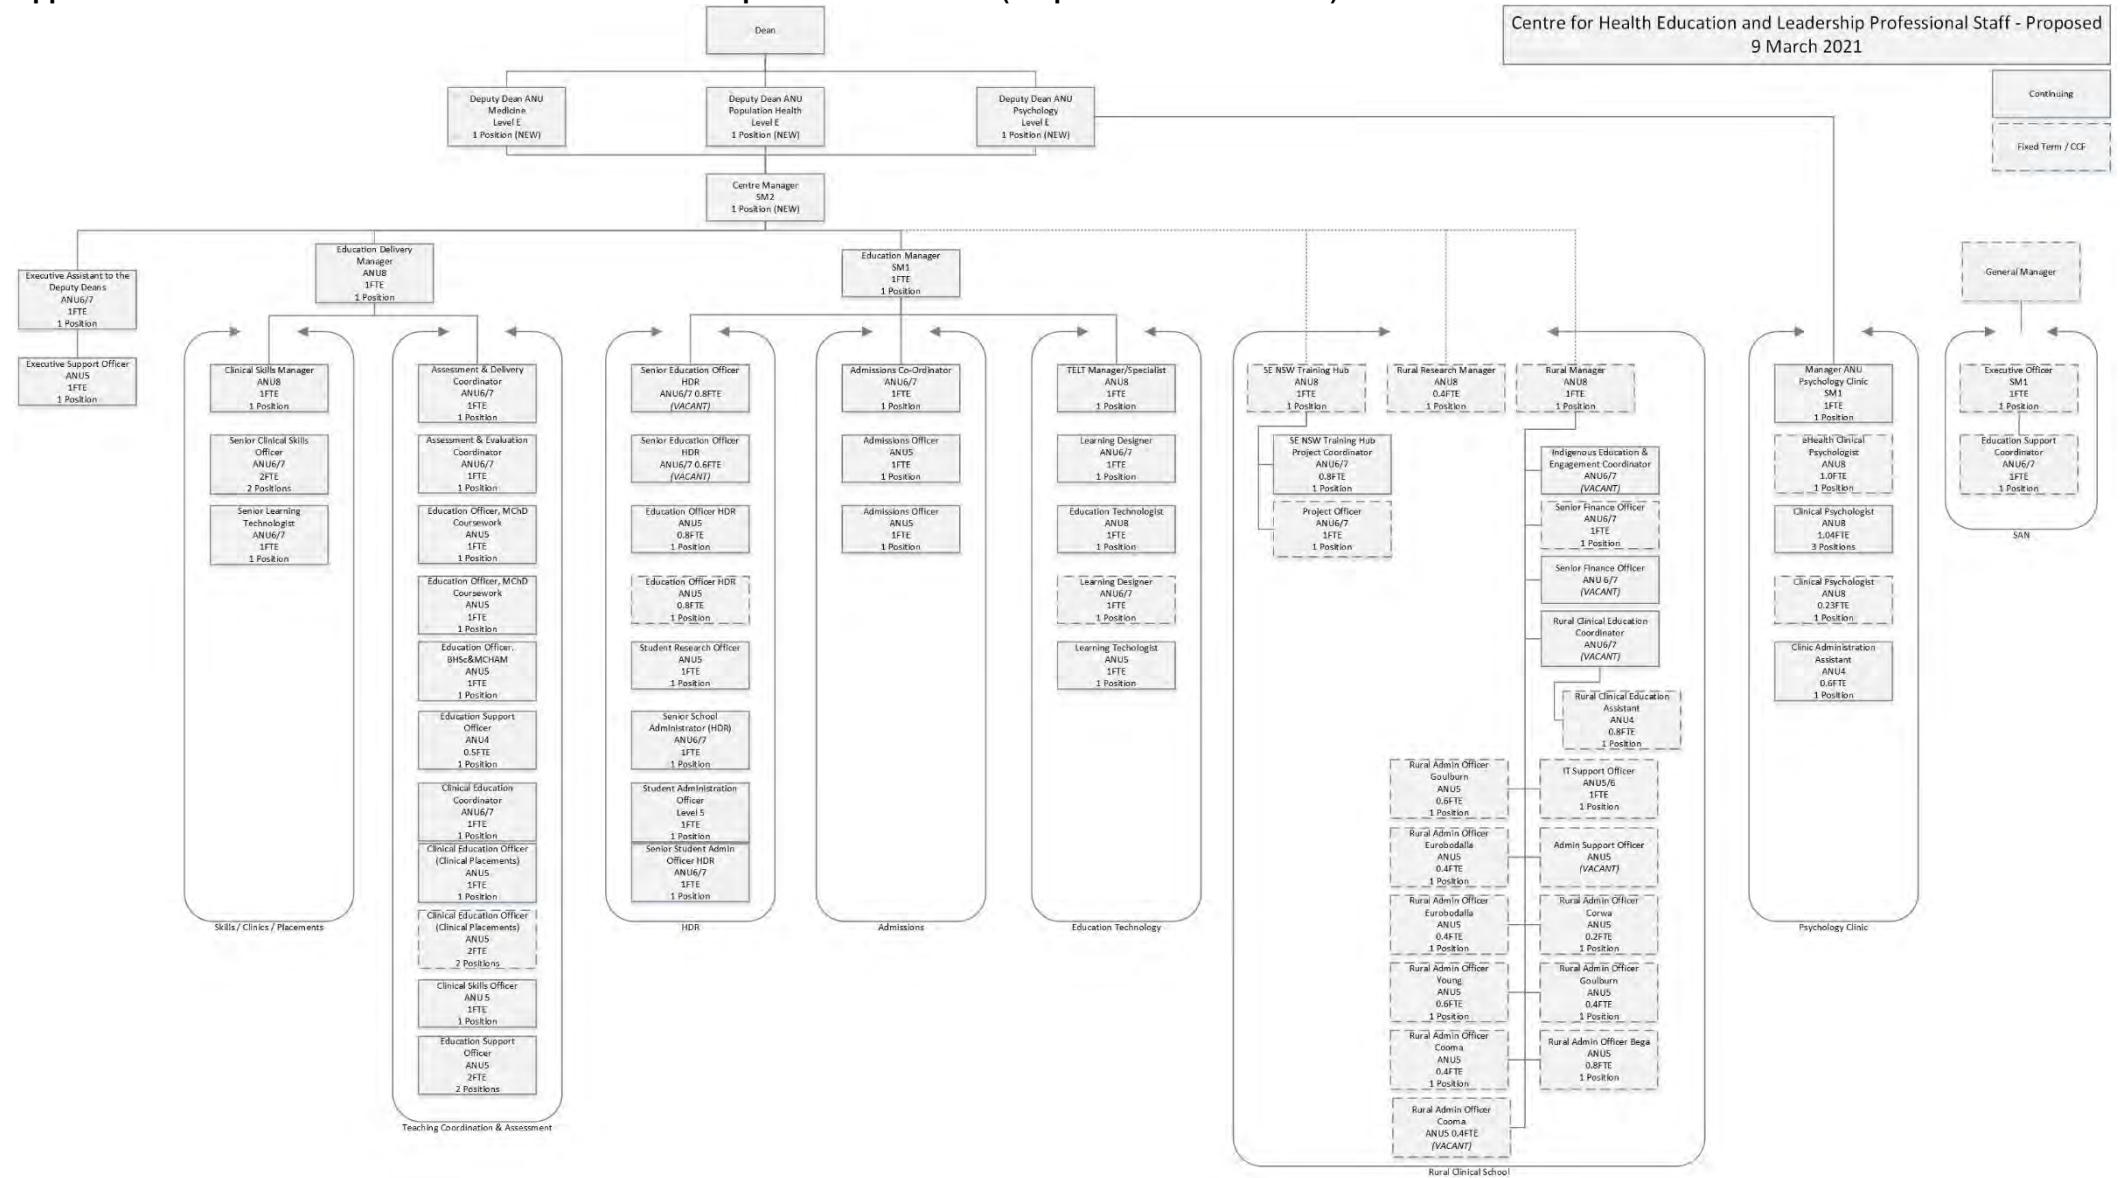 Centre for Health Education and Leadership Professional Staff - Proposed
9 March 2021
Continuing
Fixed Term / CCF
Dean
Deputy Dean ANU
Medicine
Level E
1 Position (NEW)
Deputy Dean ANU
Population Health
Level E
1 Position (NEW)
Deputy Dean ANU
Psychology
Level E
1 Position (NEW)
Centre Manager
SM2
1 Position (NEW)
Executive Assistant to the
Deputy Deans
ANU6/7
1FTE
1 Position
Executive Support Officer
ANU5
1FTE
1 Position
Education Delivery
Manager
ANU8
1FTE
1 Position
Education Manager
SM1
1FTE
1 Position
General Manager
Clinical Skills Manager
ANU8
1FTE
1 Position
Senior Clinical Skills
Officer
ANU6/7
2FTE
2 Positions
Senior Learning
Technologist
ANU6/7
1FTE
1 Position
Skills / Clinics / Placements
Assessment & Delivery
Coordinator
ANU6/7
1FTE
1 Position
Assessment & Evaluation
Coordinator
ANU6/7
1FTE
1 Position
Education Officer, MChD
Coursework
ANU5
1FTE
1 Position
Education Officer, MChD
Coursework
ANU5
1FTE
1 Position
Education Officer.
BHSc&MCHAM
ANU5
1FTE
1 Position
Education Support
Officer
ANU4
0.5FTE
1 Position
Clinical Education
Coordinator
ANU6/7
1FTE
1 Position
Clinical Education Officer
(Clinical Placements)
ANU5
1FTE
1 Position
Clinical Education Officer
(Clinical Placements)
ANU5
2FTE
2 Positions
Clinical Skills Officer
ANU 5
1FTE
1 Position
Education Support
Officer
ANU5
2FTE
2 Positions
Teaching Coordination & Assessment
Senior Education Officer
HDR
ANU6/7 0.8FTE
(VACANT)
Senior Education Officer
HDR
ANU6/7 0.6FTE
(VACANT)
Education Officer HDR
ANU5
0.8FTE
1 Position
Education Officer HDR
ANU5
0.8FTE
1 Position
Student Research Officer
ANU5
1FTE
1 Position
Senior School
Administrator (HDR)
ANU6/7
1FTE
1 Position
Student Administration
Officer
Level 5
1FTE
1 Position
Senior Student Admin
Officer HDR
ANU6/7
1FTE
1 Position
HDR
Admissions Co-Ordinator
ANU6/7
1FTE
1 Position
Admissions Officer
ANU5
1FTE
1 Position
Admissions Officer
ANU5
1FTE
1 Position
Admissions
TELT Manager/Specialist
ANU8
1FTE
1 Position
Learning Designer
ANU6/7
1FTE
1 Position
Education Technologist
ANU8
1FTE
1 Position
Learning Designer
ANU6/7
1FTE
1 Position
Learning Techologist
ANU5
1FTE
1 Position
Education Technology
SE NSW Training Hub
ANU8
1FTE
1 Position
SE NSW Training Hub
Project Coordinator
ANU6/7
0.8FTE
1 Position
Project Officer
ANU6/7
1FTE
1 Position
Rural Research Manager
ANU8
0.4FTE
1 Position
Rural Manager
ANU8
1FTE
1 Position
Indigenous Education &
Engagement Coordinator
ANU6/7
(VACANT)
Senior Finance Officer
ANU6/7
1FTE
1 Position
Senior Finance Officer
ANU 6/7
(VACANT)
Rural Clinical Education
Coordinator
ANU6/7
(VACANT)
Rural Clinical Education
Assistant
ANU4
0.8FTE
1 Position
Rural Admin Officer
Goulburn
ANU5
0.6FTE
1 Position
IT Support Officer
ANU5/6
1FTE
1 Position
Rural Admin Officer
Eurobodalla
ANU5
0.4FTE
1 Position
Admin Support Officer
ANU5
(VACANT)
Rural Admin Officer
Eurobodalla
ANU5
0.4FTE
1 Position
Rural Admin Officer
Corwa
ANU5
0.2FTE
1 Position
Rural Admin Officer
Young
ANU5
0.6FTE
1 Position
Rural Admin Officer
Goulburn
ANU5
0.4FTE
1 Position
Rural Admin Officer
Cooma
ANU5
0.4FTE
1 Position
Rural Admin Officer Bega
ANU5
0.8FTE
1 Position
Rural Admin Officer
Cooma
ANU5 0.4FTE
(VACANT)
Rural Clinical School
Manager ANU
Psychology Clinic
SM1
1FTE
1 Position
eHealth Clinical
Psychologist
ANU8
1.0FTE
1 Position
Clinical Psychologist
ANU8
1.04FTE
3 Positions
Clinical Psychologist
ANU8
0.23FTE
1 Position
Clinic Administration
Assistant
ANU4
0.6FTE
1 Position
Psychology Clinic
Executive Officer
SM1
1FTE
1 Position
Education Support
Coordinator
ANU6/7
1FTE
1 Position
SAN